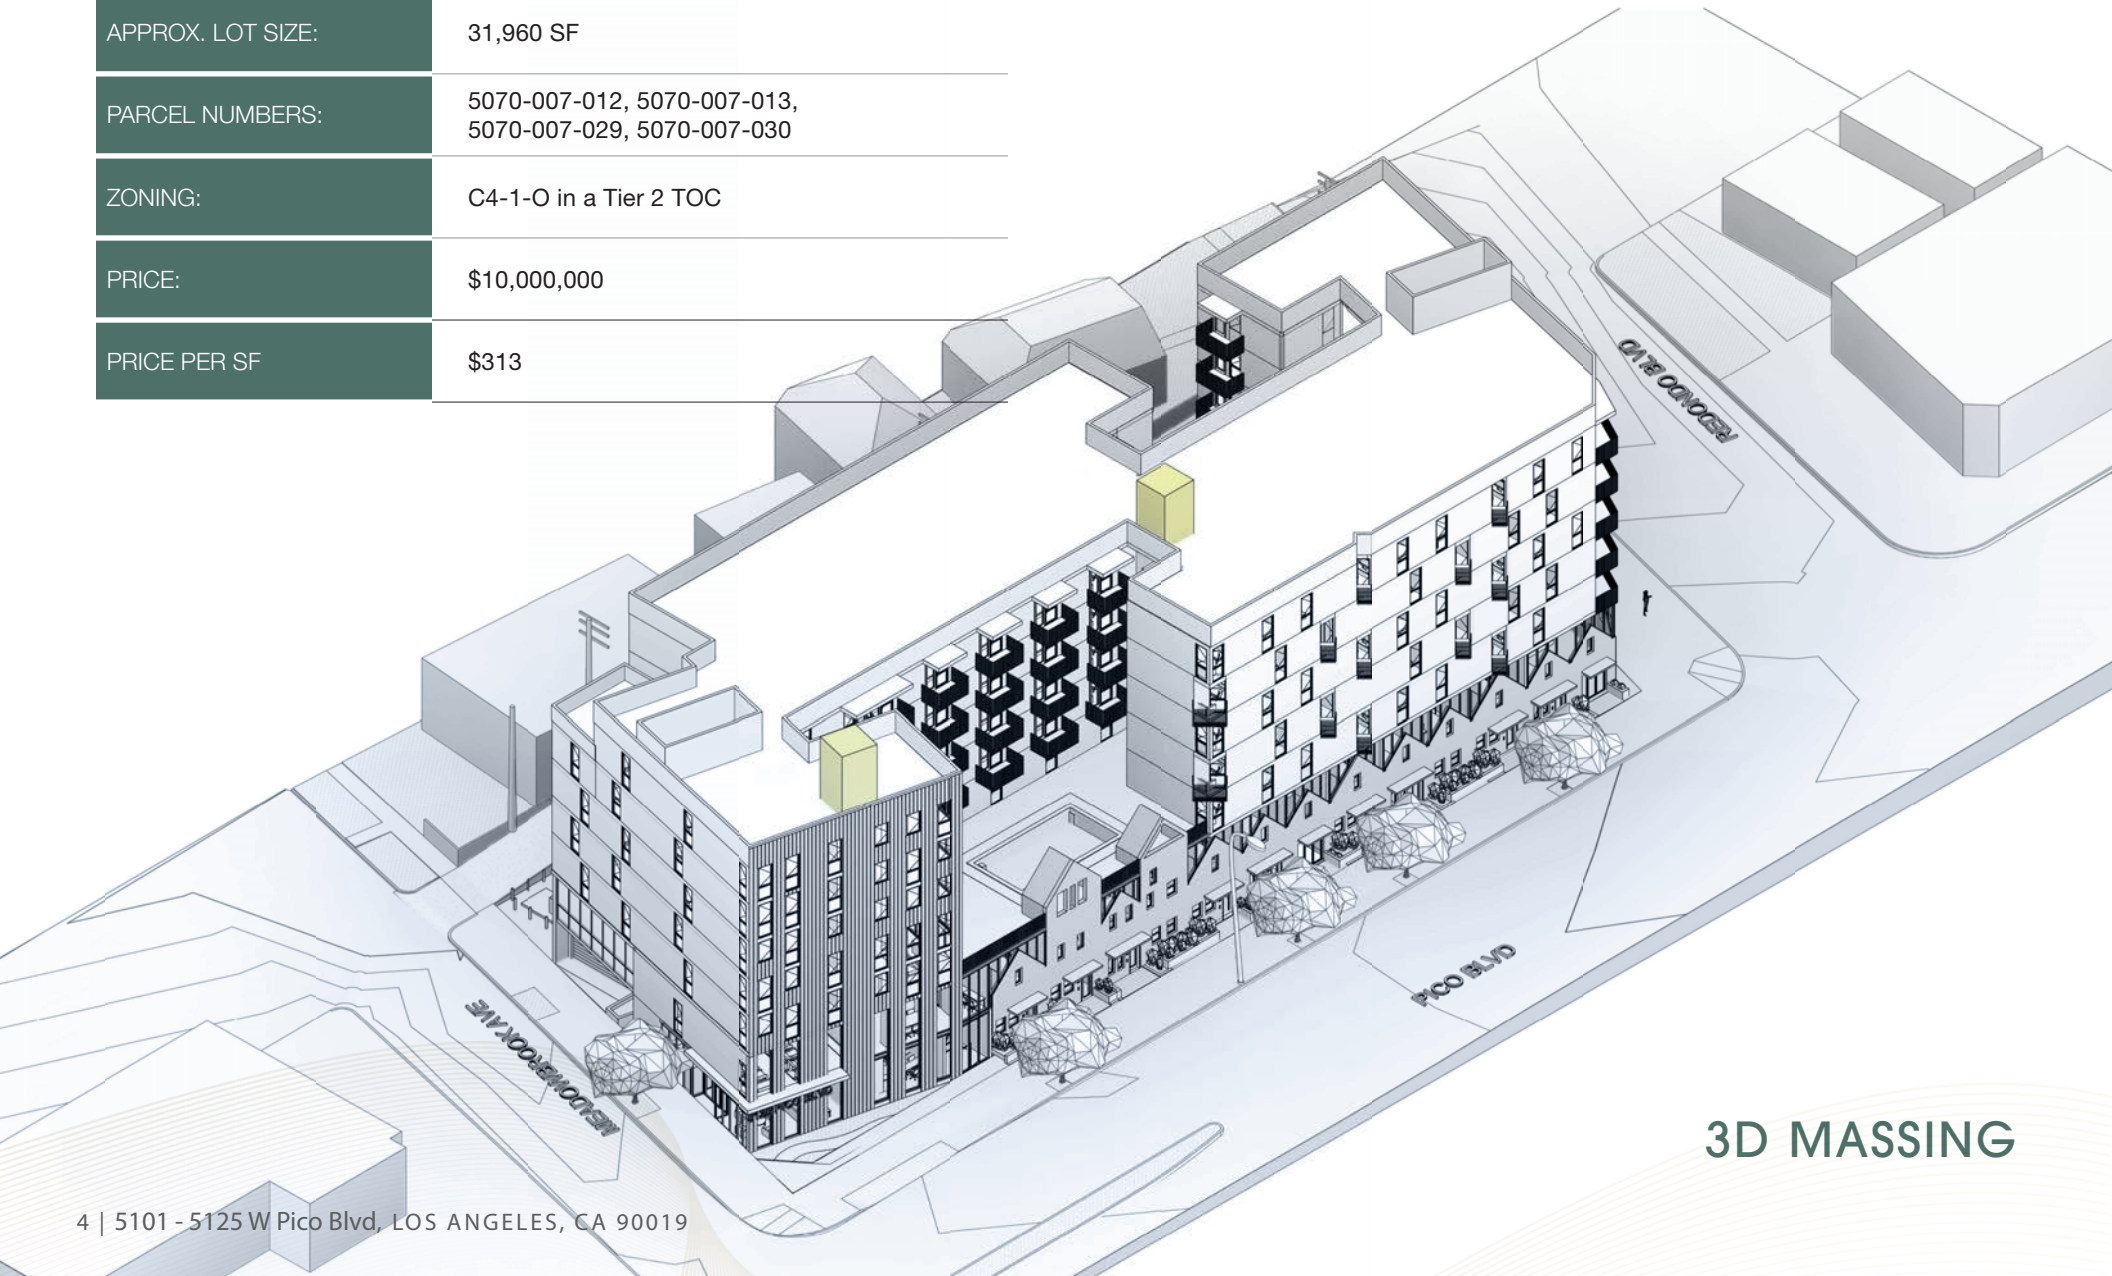 APPROX. LOT SIZE: 31,960 SF
PARCEL NUMBERS: 5070-007-012, 5070-007-013,
5070-007-029, 5070-007-030
ZONING: C4-1-O in a Tier 2 TOC
PRICE: $10,000,000
PRICE PER SF $313
REDONDO BLVD
PICO BLVD
MEADOWBROOK AVE
3D MASSING
4 | 5101 - 5125 W Pico Blvd, LOS ANGELES, CA 90019